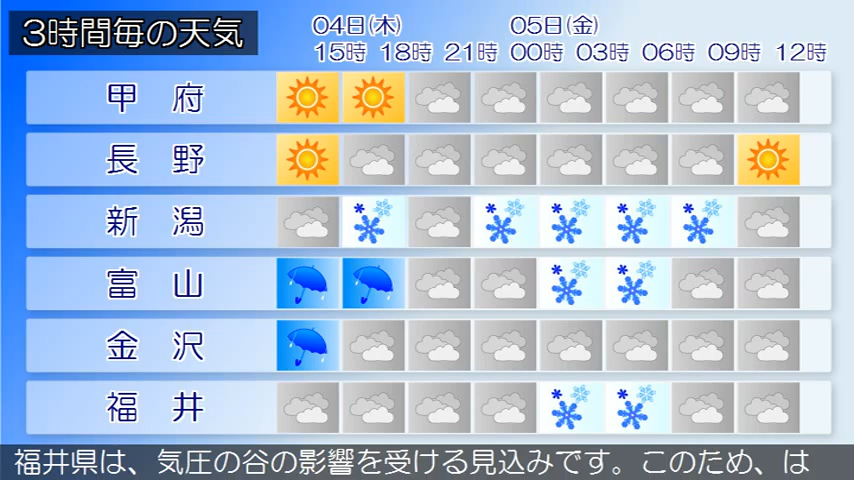 3時間毎の天気
04日(木) 05日(金)
15時 18時 21時 00時 03時 06時 09時 12時
甲 府
長 野
新 潟
富 山
金 沢
福 井
福井県は、気圧の谷の影響を受ける見込みです。このため、は